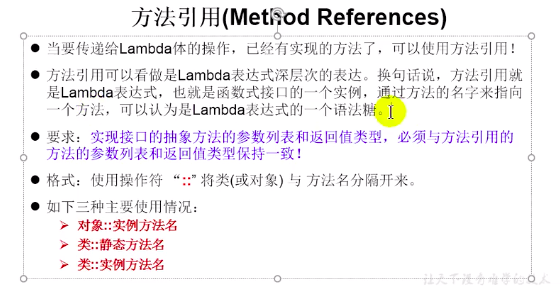 方法引用(Method References)
当要传递给Lambda体的操作，已经有实现的方法了，可以使用方法引用！
方法引用可以看做是Lambda表达式深层次的表达。换句话说，方法引用就
是Lambda表达式，也就是函数式接口的一个实例，通过方法的名字来指向
一个方法，可以认为是Lambda表达式的一个语法糖。
要求：实现接口的抽象方法的参数列表和返回值类型，必须与方法引用的
方法的参数列表和返回值类型保持一致！
格式：使用操作符 “::” 将类(或对象) 与 方法名分隔开来。
如下三种主要使用情况：
对象::实例方法名
类::静态方法名
类::实例方法名